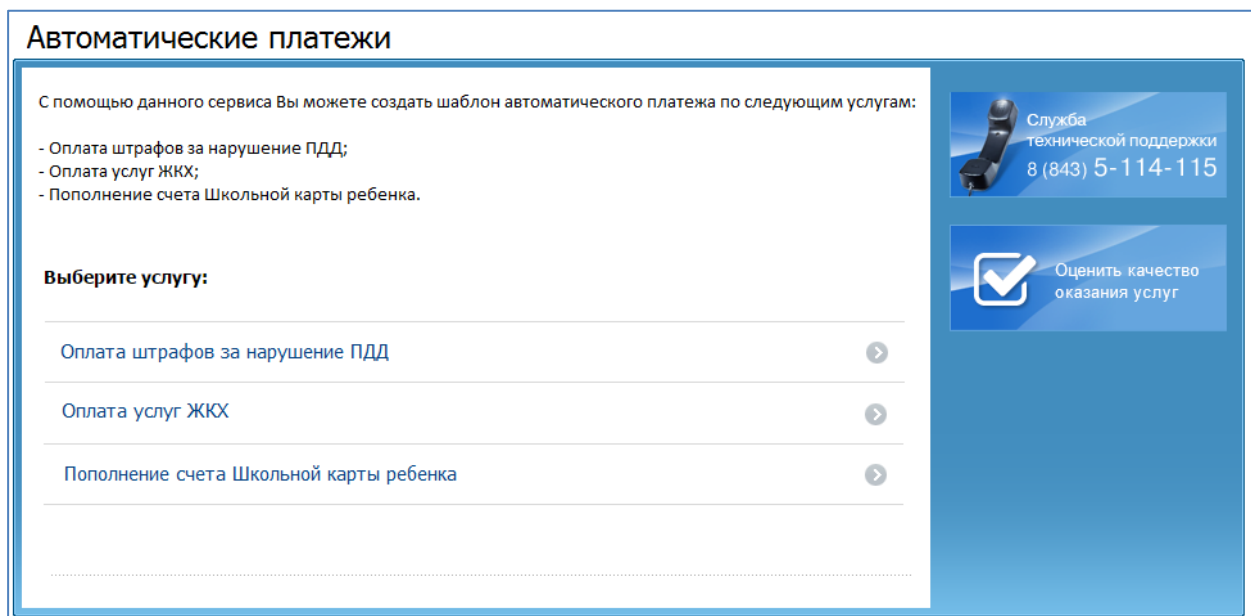 Автоматические платежи
С помощью данного сервиса Вы можете создать шаблон автоматического платежа по следующим услугам:
- Оплата штрафов за нарушение ПДД;
- Оплата услуг ЖКХ;
- Пополнение счета Школьной карты ребенка.
Выберите услугу:
Оплата штрафов за нарушение ПДД
Оплата услуг ЖКХ
Пополнение счета Школьной карты ребенка
Служба
технической поддержки
8 (843) 5-114-115
Оценить качество
оказания услуг